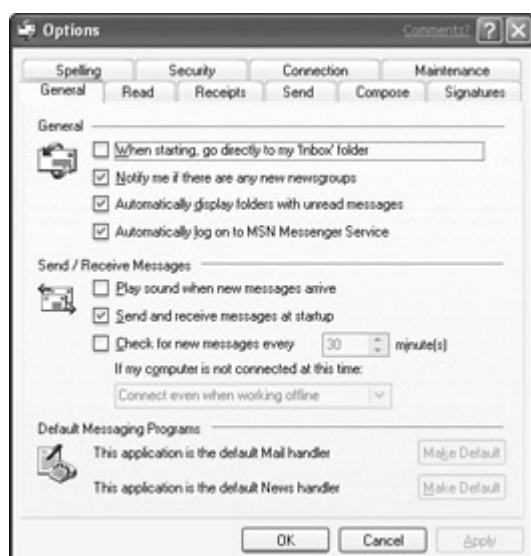 Options Comments? ?
Spelling Security Connection Maintenance
General Read Receipts Send Compose Signatures
General
When starting, go directly to my 'Inbox' folder
Notify me if there are any new newsgroups
Automatically display folders with unread messages
Automatically log on to MSN Messenger Service
Send / Receive Messages
Play sound when new messages arrive
Send and receive messages at startup
Check for new messages every 30 minute(s)
If my computer is not connected at this time:
Connect even when working offline
Default Messaging Programs
This application is the default Mail handler Make Default
This application is the default News handler Make Default
OK Cancel Apply